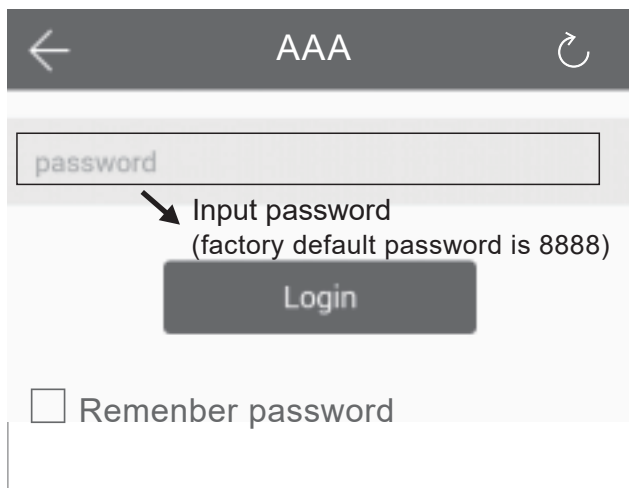 AAA
password
Input password
(factory default password is 8888)
Login
Remenber password